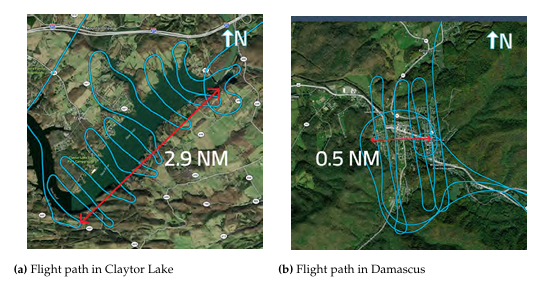 N
2.9 NM
N
0.5 NM
(a) Flight path in Claytor Lake
(b) Flight path in Damascus